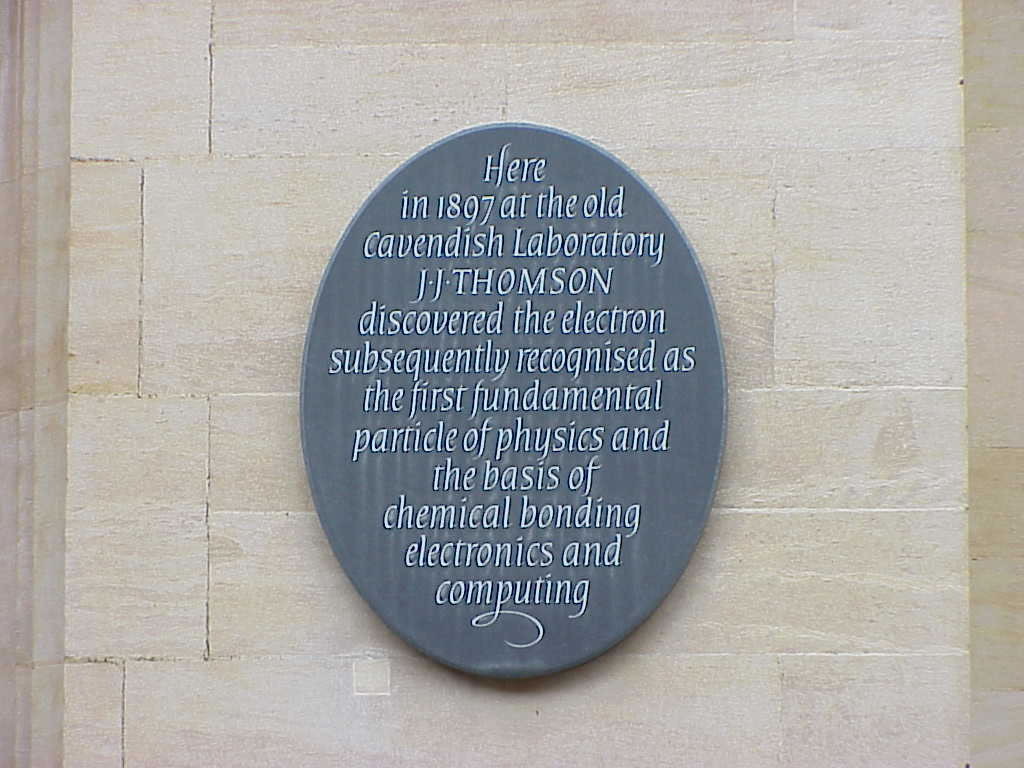 Here
in 1897 at the old
Cavendish Laboratory
J·J·THOMSON
discovered the electron
subsequently recognised as
the first fundamental
particle of physics and
the basis of
chemical bonding
electronics and
computing